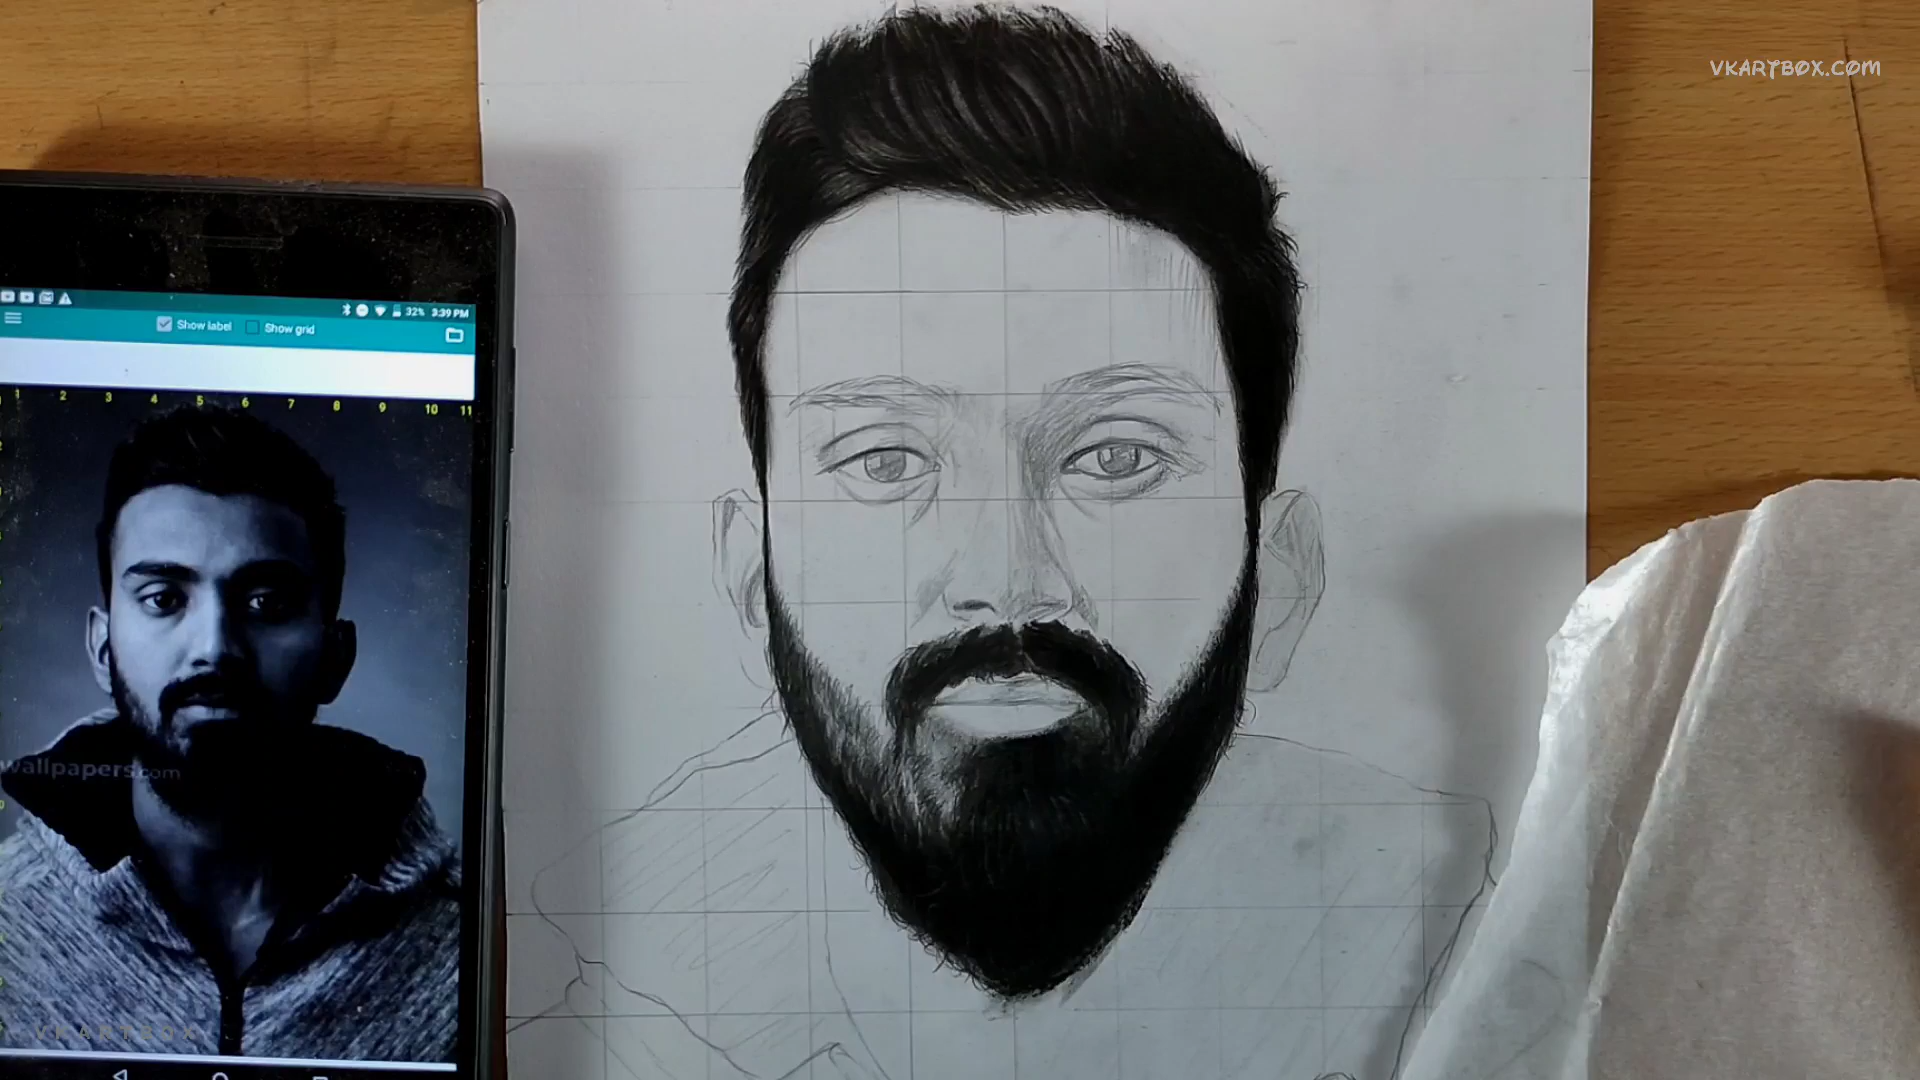 VKARTBOX.COM
32% 3:39 PM
Show label Show grid
1 2 3 4 5 6 7 8 9 10 11
wallpapers.com
VKARTBOX